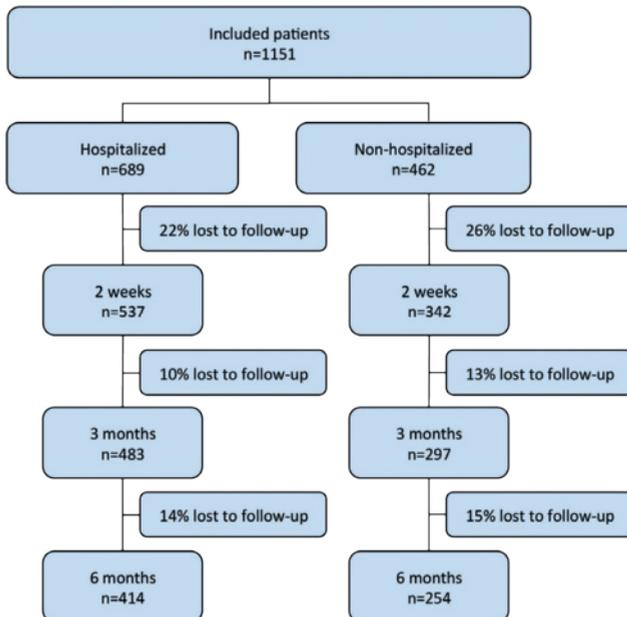 Included patients
n=1151
Hospitalized
n=689
Non-hospitalized
n=462
22% lost to follow-up
26% lost to follow-up
2 weeks
n=537
2 weeks
n=342
10% lost to follow-up
13% lost to follow-up
3 months
n=483
3 months
n=297
14% lost to follow-up
15% lost to follow-up
6 months
n=414
6 months
n=254